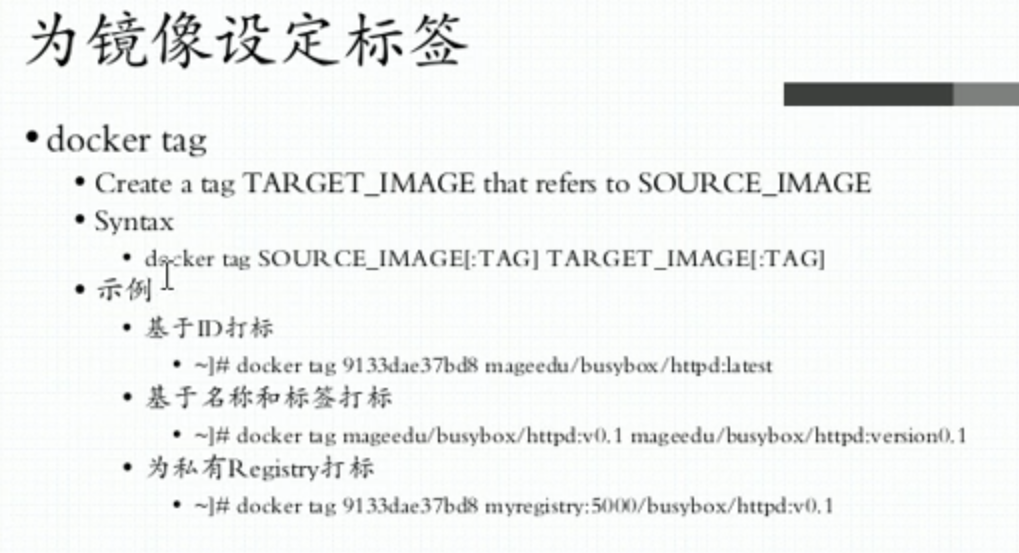 为镜像设定标签
• docker tag
• Create a tag TARGET_IMAGE that refers to SOURCE_IMAGE
• Syntax
• docker tag SOURCE_IMAGE[:TAG] TARGET_IMAGE[:TAG]
• 示例
• 基于ID打标
• ~]# docker tag 9133dae37bd8 mageedu/busybox/httpd:latest
• 基于名称和标签打标
• ~]# docker tag mageedu/busybox/httpd:v0.1 mageedu/busybox/httpd:version0.1
• 为私有Registry打标
• ~]# docker tag 9133dae37bd8 myregistry:5000/busybox/httpd:v0.1